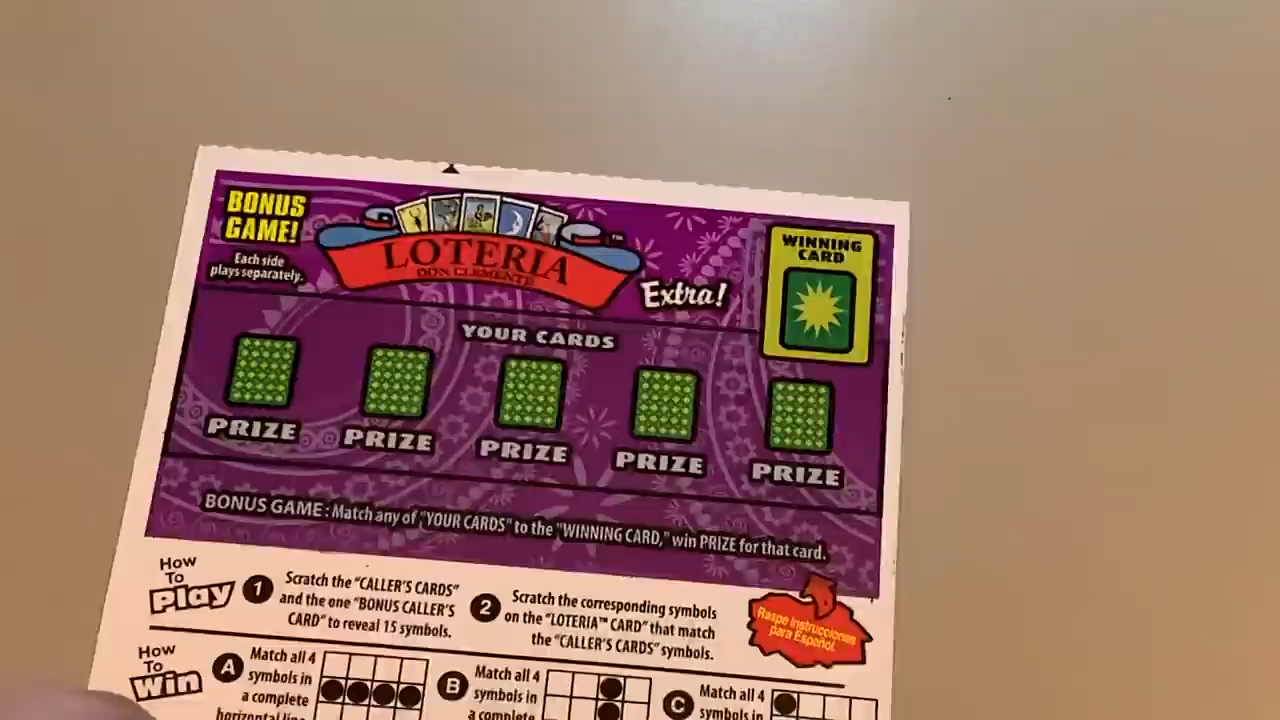 BONUS
GAME!
Each side
plays separately.
LOTERIA™
DON CLEMENTE
Extra!
WINNING
CARD
YOUR CARDS
PRIZE PRIZE PRIZE PRIZE PRIZE
BONUS GAME: Match any of "YOUR CARDS" to the "WINNING CARD," win PRIZE for that card.
How
To
Play
1
Scratch the "CALLER'S CARDS"
and the one "BONUS CALLER'S
CARD" to reveal 15 symbols.
2
Scratch the corresponding symbols
on the "LOTERIA™ CARD" that match
the "CALLER'S CARDS" symbols.
Raspe Instrucciones
para Español.
How
To
Win
A
Match all 4
symbols in
a complete
horizontal line
B
Match all 4
symbols in
a complete
C
Match all 4
symbols in